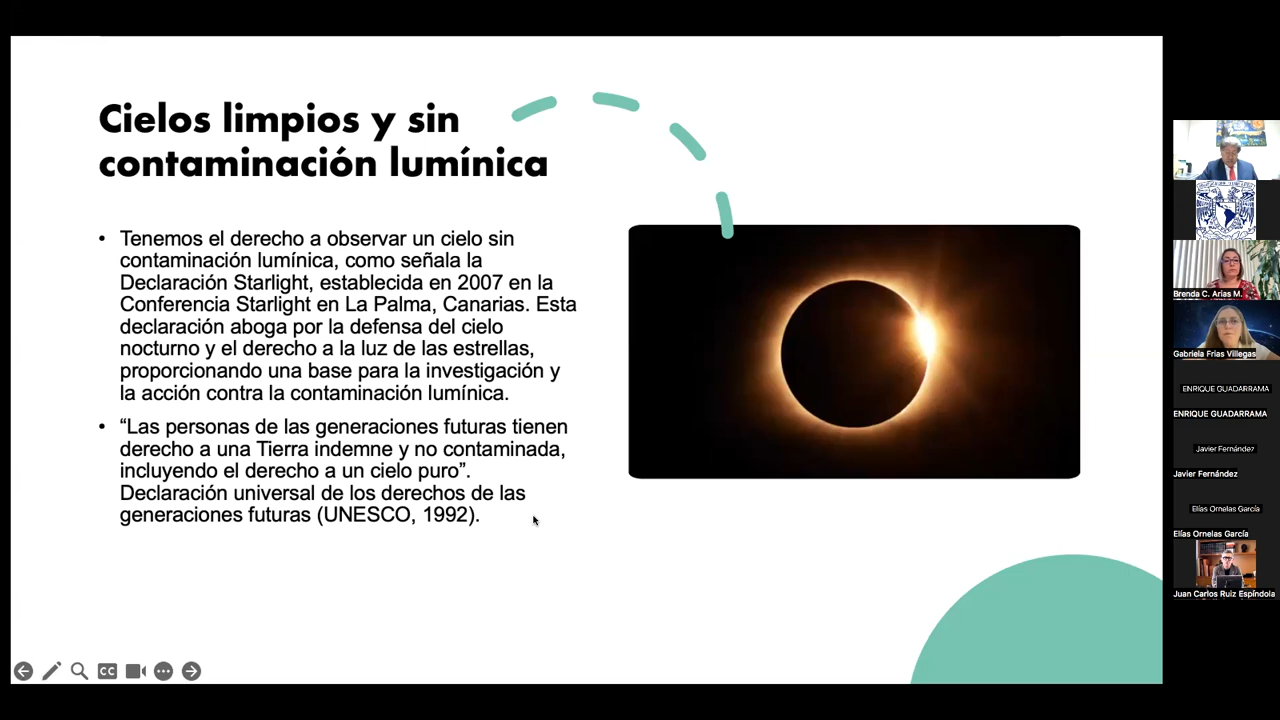 Cielos limpios y sin
contaminación lumínica
• Tenemos el derecho a observar un cielo sin
contaminación lumínica, como señala la
Declaración Starlight, establecida en 2007 en la
Conferencia Starlight en La Palma, Canarias. Esta
declaración aboga por la defensa del cielo
nocturno y el derecho a la luz de las estrellas,
proporcionando una base para la investigación y
la acción contra la contaminación lumínica.
• “Las personas de las generaciones futuras tienen
derecho a una Tierra indemne y no contaminada,
incluyendo el derecho a un cielo puro”.
Declaración universal de los derechos de las
generaciones futuras (UNESCO, 1992).
CC
Brenda C. Arias M.
Gabriela Frías Villegas
ENRIQUE GUADARRAMA
ENRIQUE GUADARRAMA
Javier Fernández
Javier Fernández
Elías Ornelas García
Elías Ornelas García
Juan Carlos Ruiz Espíndola